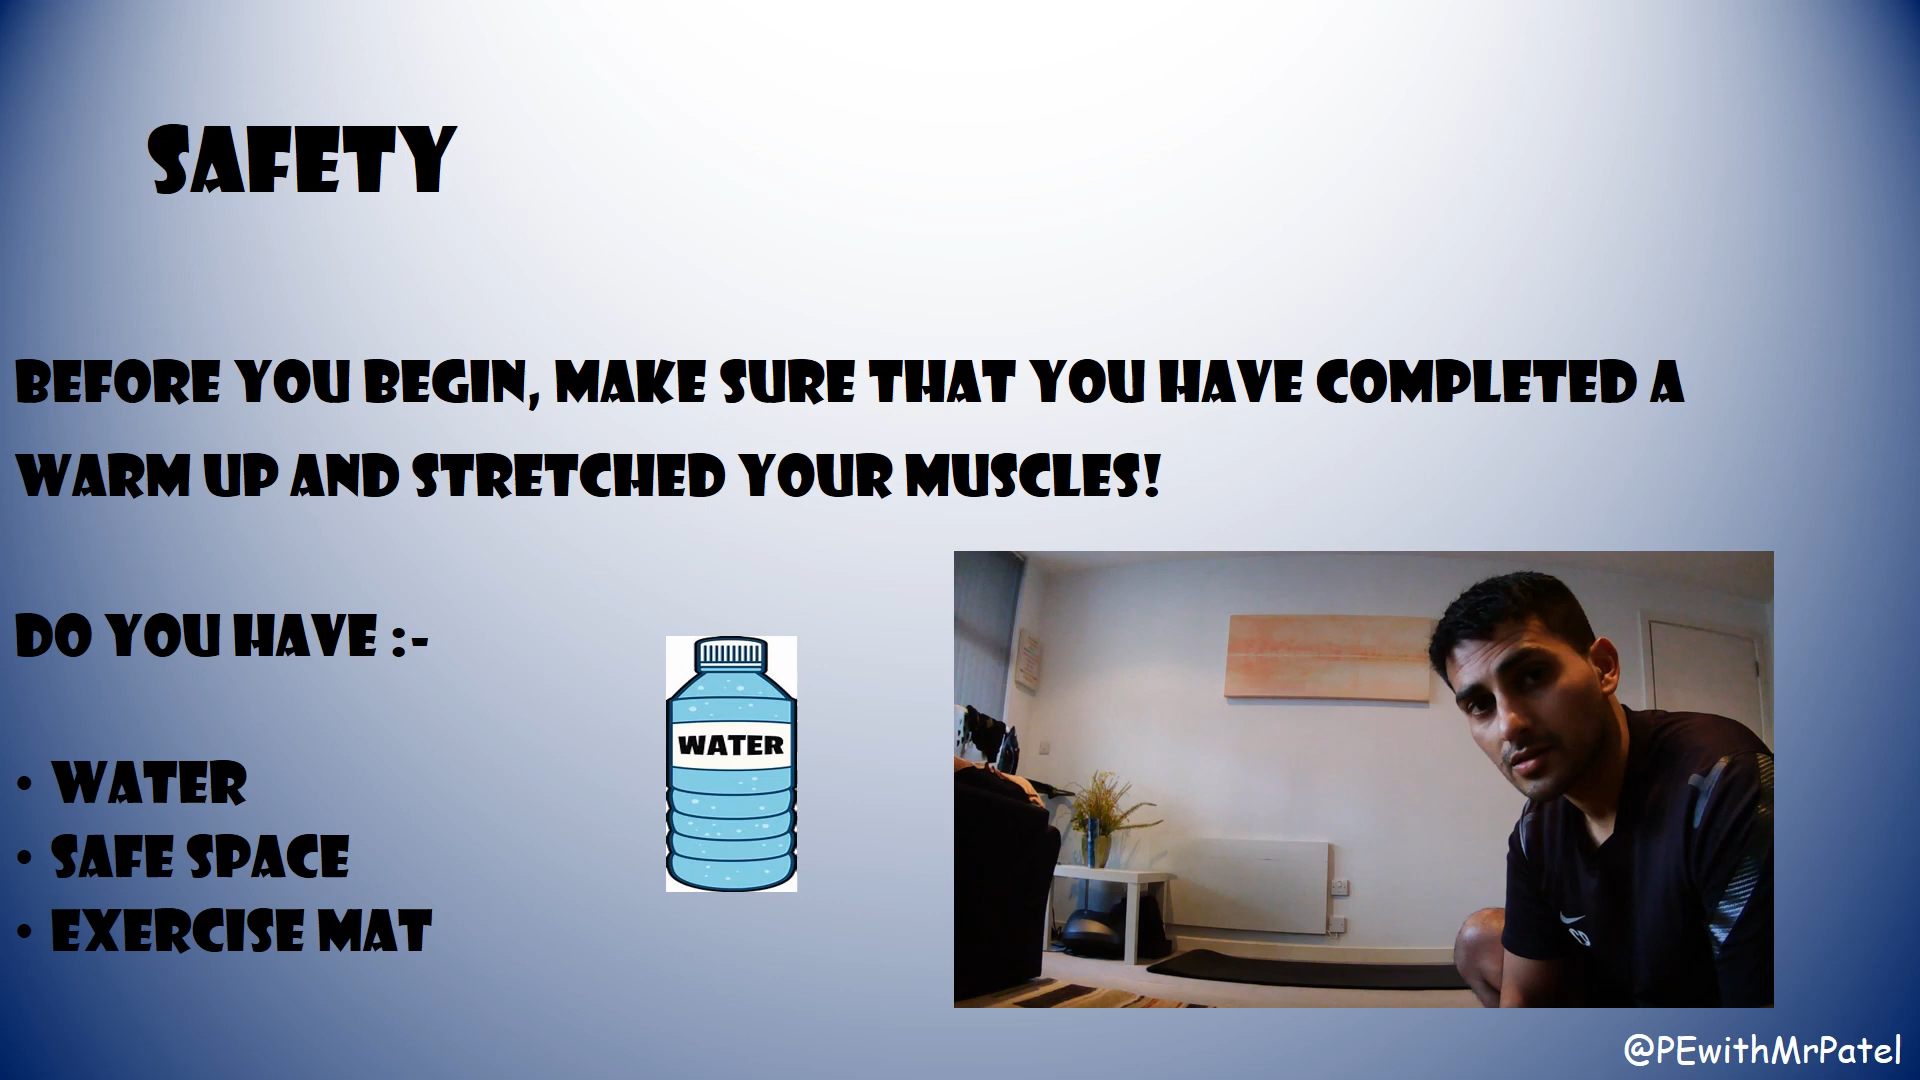 SAFETY
BEFORE YOU BEGIN, MAKE SURE THAT YOU HAVE COMPLETED A
WARM UP AND STRETCHED YOUR MUSCLES!
DO YOU HAVE :-
• WATER
• SAFE SPACE
• EXERCISE MAT
WATER
@PEwithMrPatel